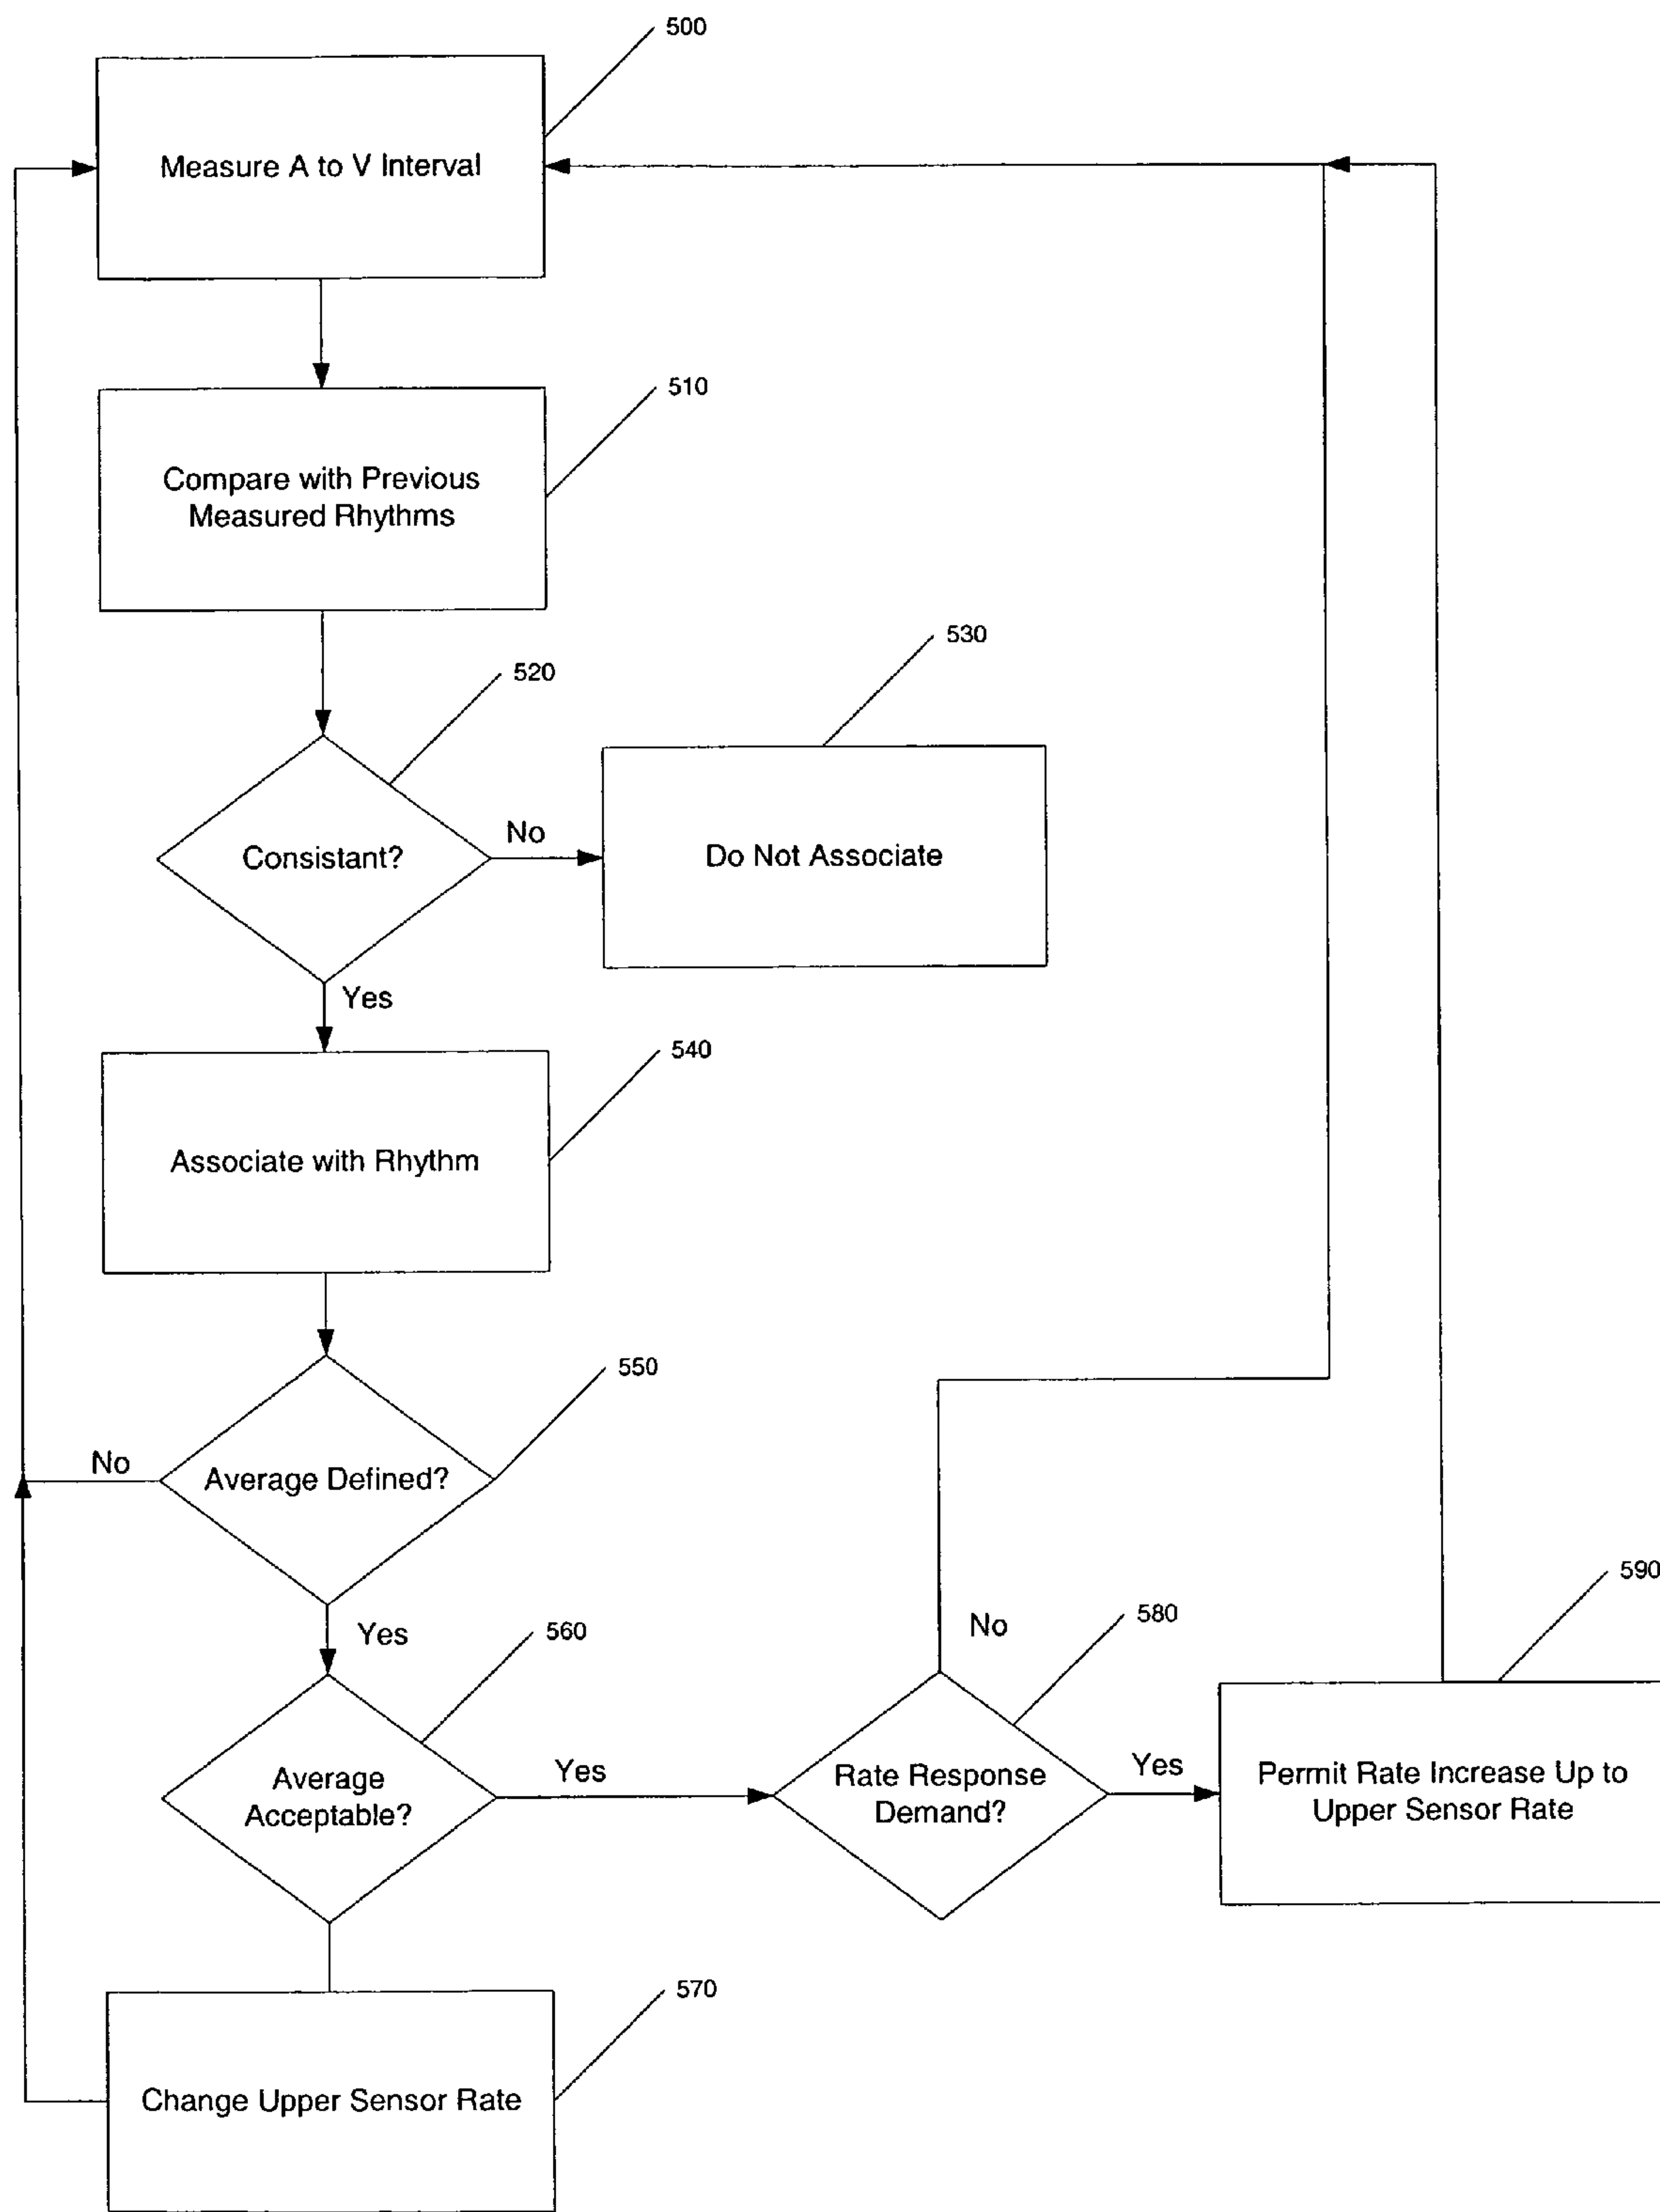 500
Measure A to V Interval
510
Compare with Previous
Measured Rhythms
530
520
Consistant?
No
Do Not Associate
Yes
540
Associate with Rhythm
550
No
Average Defined?
590
580
Yes
560
No
Average
Acceptable?
Yes
Rate Response
Demand?
Yes
Permit Rate Increase Up to
Upper Sensor Rate
570
Change Upper Sensor Rate